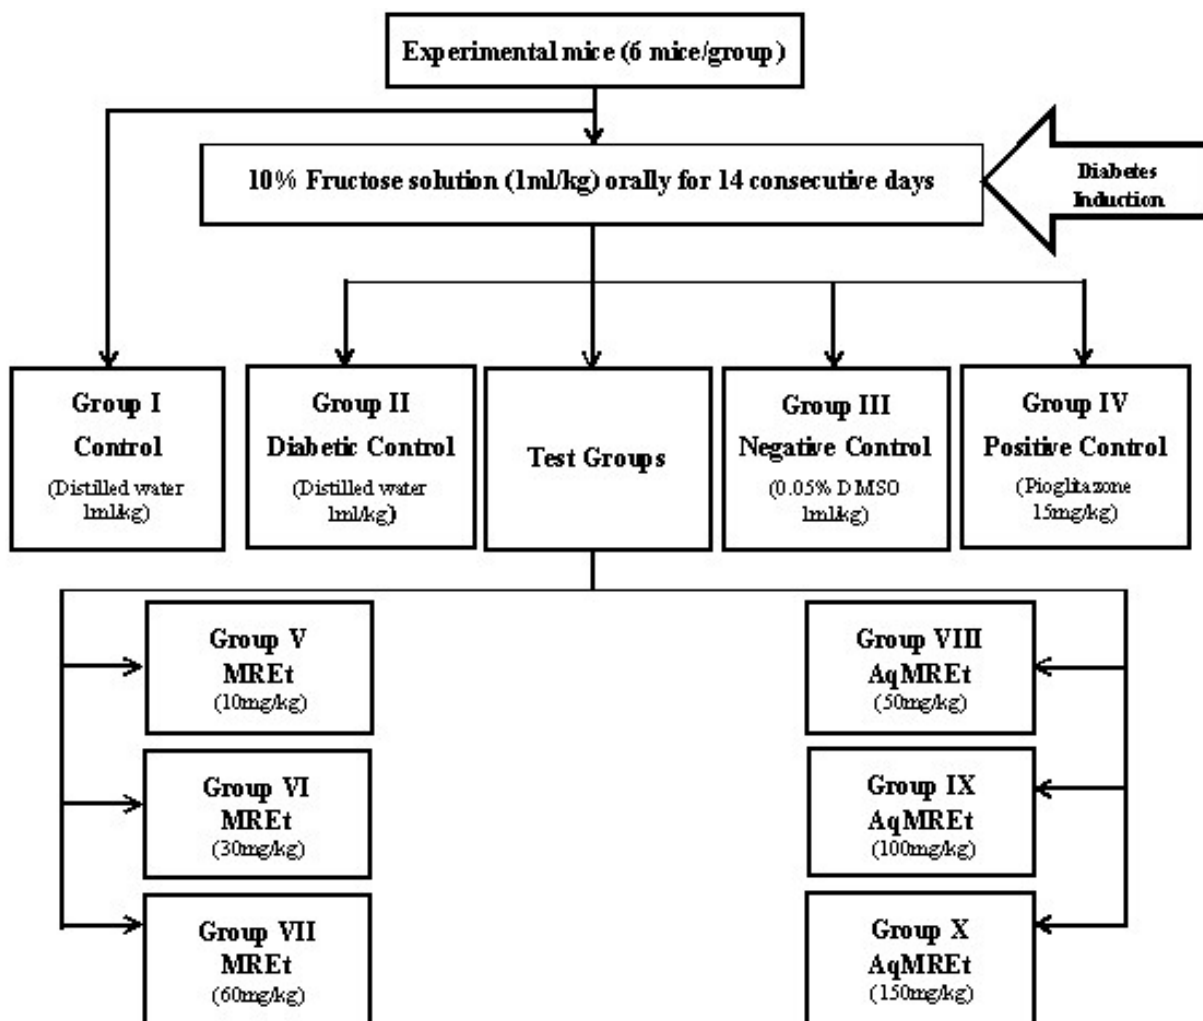 Experimental mice (6 mice/group)
10% Fructose solution (1ml/kg) orally for 14 consecutive days
Diabetes
Induction
Group I
Control
(Distilled water
1ml/kg)
Group II
Diabetic Control
(Distilled water
1ml/kg)
Test Groups
Group III
Negative Control
(0.05% DMSO
1ml/kg)
Group IV
Positive Control
(Pioglitazone
15mg/kg)
Group V
MREt
(10mg/kg)
Group VI
MREt
(30mg/kg)
Group VII
MREt
(60mg/kg)
Group VIII
AqMREt
(50mg/kg)
Group IX
AqMREt
(100mg/kg)
Group X
AqMREt
(150mg/kg)